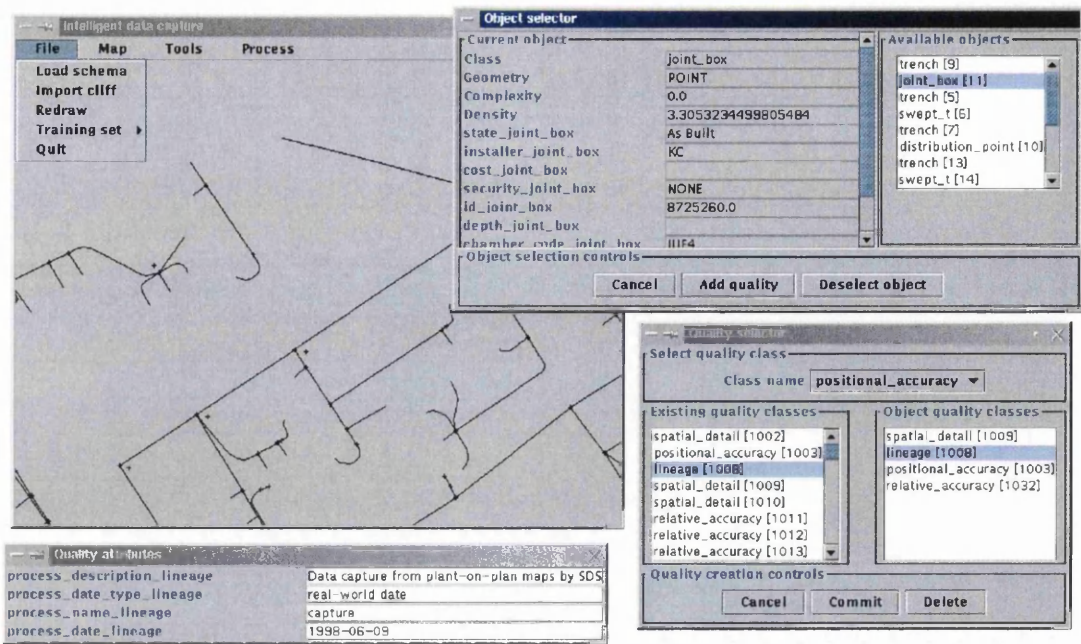 Intelligent data capture
File Map Tools Process
Load schema
Import cliff
Redraw
Training set
Quit
Object selector
Current object
Class joint_box
Geometry POINT
Complexity 0.0
Density 3.3053234499805484
state_joint_box As Built
installer_joint_box KC
cost_joint_box
security_joint_box NONE
id_joint_box 8725260.0
depth_joint_box
chamber_code_joint_box JUF4
Available objects
trench [9]
joint_box [11]
trench [5]
swept_t [6]
trench [7]
distribution_point [10]
trench [13]
swept_t [14]
Object selection controls
Cancel Add quality Deselect object
Quality selector
Select quality class
Class name positional_accuracy
Existing quality classes
spatial_detail [1002]
positional_accuracy [1003]
lineage [1008]
spatial_detail [1009]
spatial_detail [1010]
relative_accuracy [1011]
relative_accuracy [1012]
relative_accuracy [1013]
Object quality classes
spatial_detail [1009]
lineage [1008]
positional_accuracy [1003]
relative_accuracy [1032]
Quality creation controls
Cancel Commit Delete
Quality attributes
process_description_lineage Data capture from plant-on-plan maps by SDS
process_date_type_lineage real-world date
process_name_lineage capture
process_date_lineage 1998-06-09